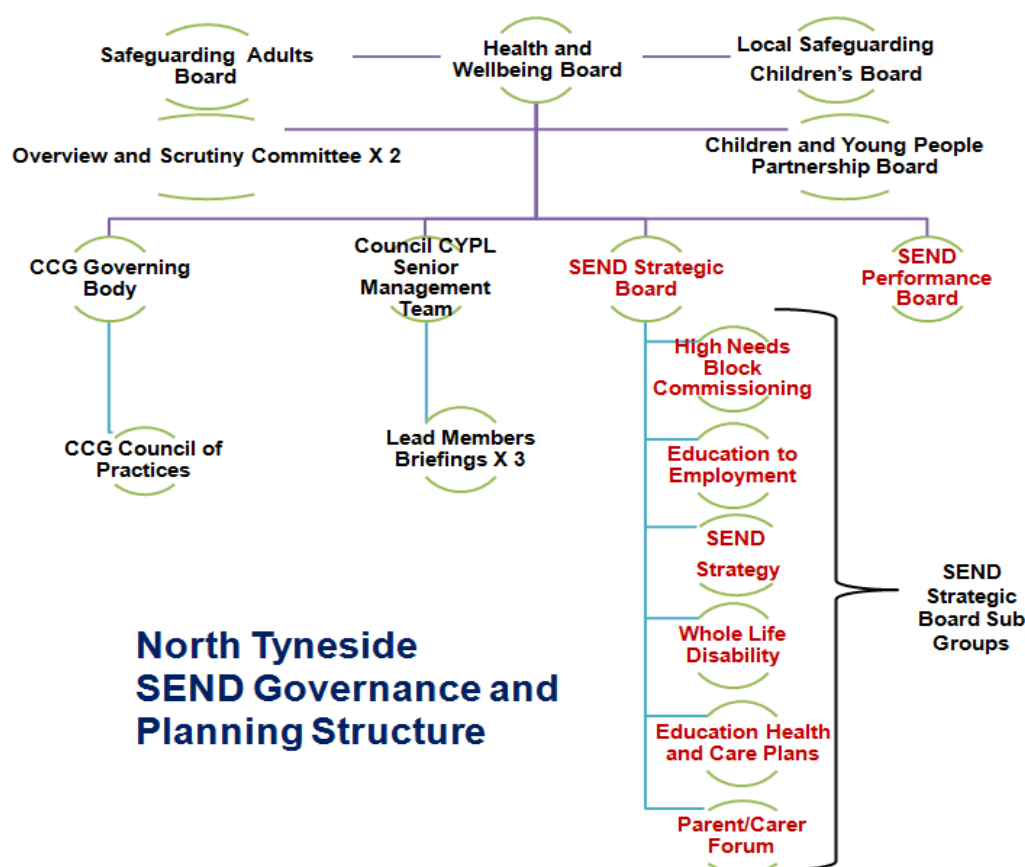 Safeguarding Adults
Board
Health and
Wellbeing Board
Local Safeguarding
Children's Board
Overview and Scrutiny Committee X 2
Children and Young People
Partnership Board
CCG Governing
Body
Council CYPL
Senior
Management
Team
SEND Strategic
Board
SEND
Performance
Board
CCG Council of
Practices
Lead Members
Briefings X 3
High Needs
Block
Commissioning
Education to
Employment
SEND
Strategy
Whole Life
Disability
Education Health
and Care Plans
Parent/Carer
Forum
SEND
Strategic
Board Sub
Groups
North Tyneside
SEND Governance and
Planning Structure